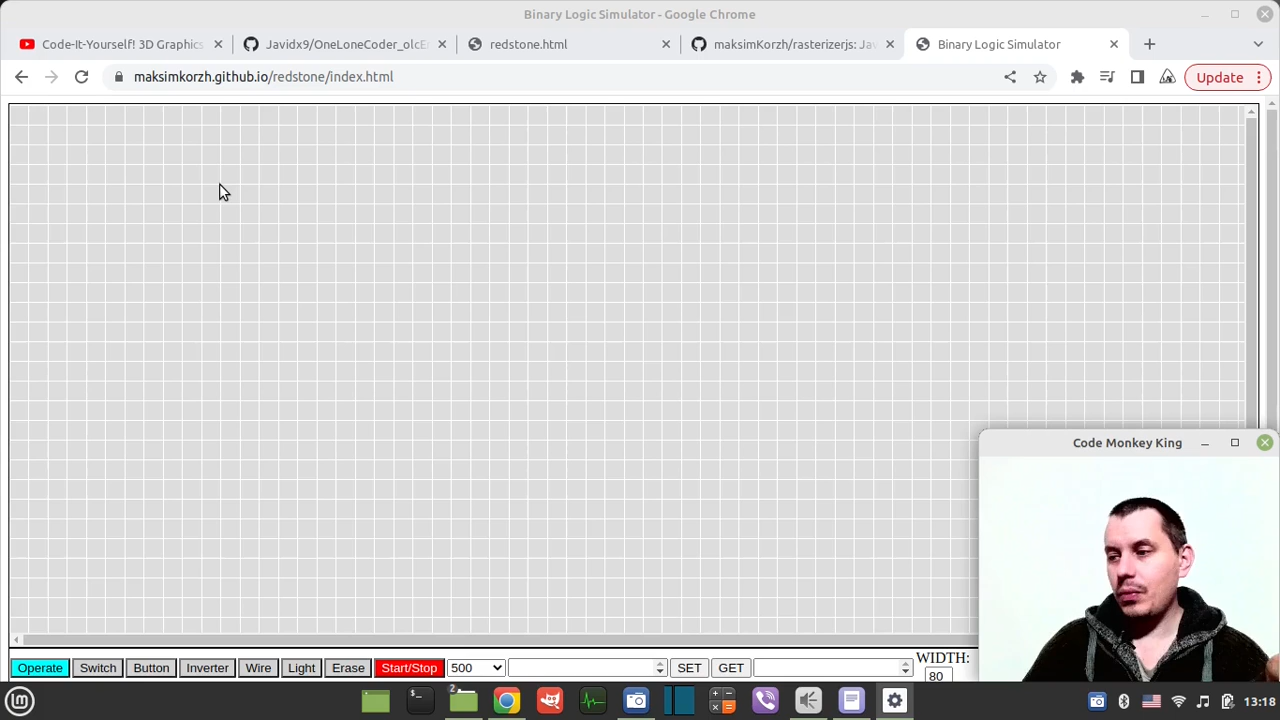 Binary Logic Simulator - Google Chrome
Code-It-Yourself! 3D Graphics
Javidx9/OneLoneCoder_olcE
redstone.html
maksimKorzh/rasterizerjs: Jav
Binary Logic Simulator
maksimkorzh.github.io/redstone/index.html
Update
Code Monkey King
Operate
Switch
Button
Inverter
Wire
Light
Erase
Start/Stop
500
SET
GET
WIDTH:
80
2
13:18